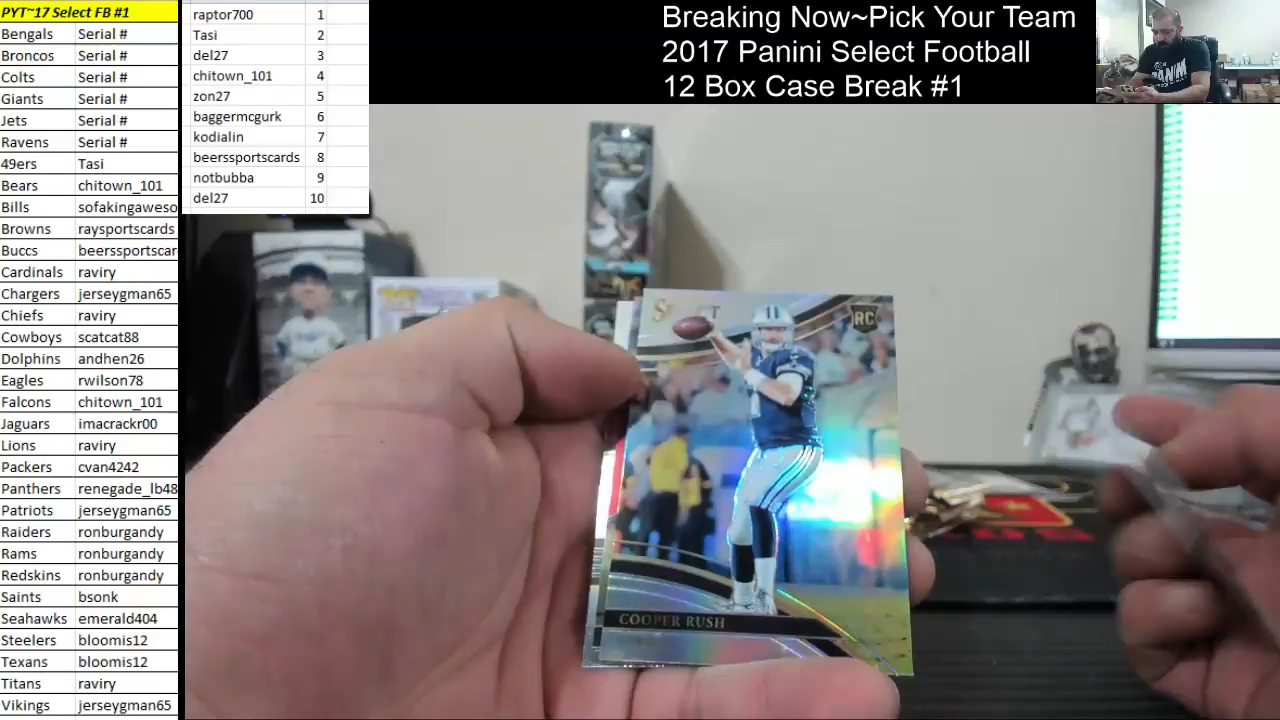 PYT~17 Select FB #1
Bengals Serial #
Broncos Serial #
Colts Serial #
Giants Serial #
Jets Serial #
Ravens Serial #
49ers Tasi
Bears chitown_101
Bills sofakingaweso
Browns raysportscards
Buccs beerssportscar
Cardinals raviry
Chargers jerseygman65
Chiefs raviry
Cowboys scatcat88
Dolphins andhen26
Eagles rwilson78
Falcons chitown_101
Jaguars imacrackr00
Lions raviry
Packers cvan4242
Panthers renegade_lb48
Patriots jerseygman65
Raiders ronburgandy
Rams ronburgandy
Redskins ronburgandy
Saints bsonk
Seahawks emerald404
Steelers bloomis12
Texans bloomis12
Titans raviry
Vikings jerseygman65
raptor700 1
Tasi 2
del27 3
chitown_101 4
zon27 5
baggermcgurk 6
kodialin 7
beerssportscards 8
notbubba 9
del27 10
Breaking Now~Pick Your Team
2017 Panini Select Football
12 Box Case Break #1
RC
COOPER RUSH